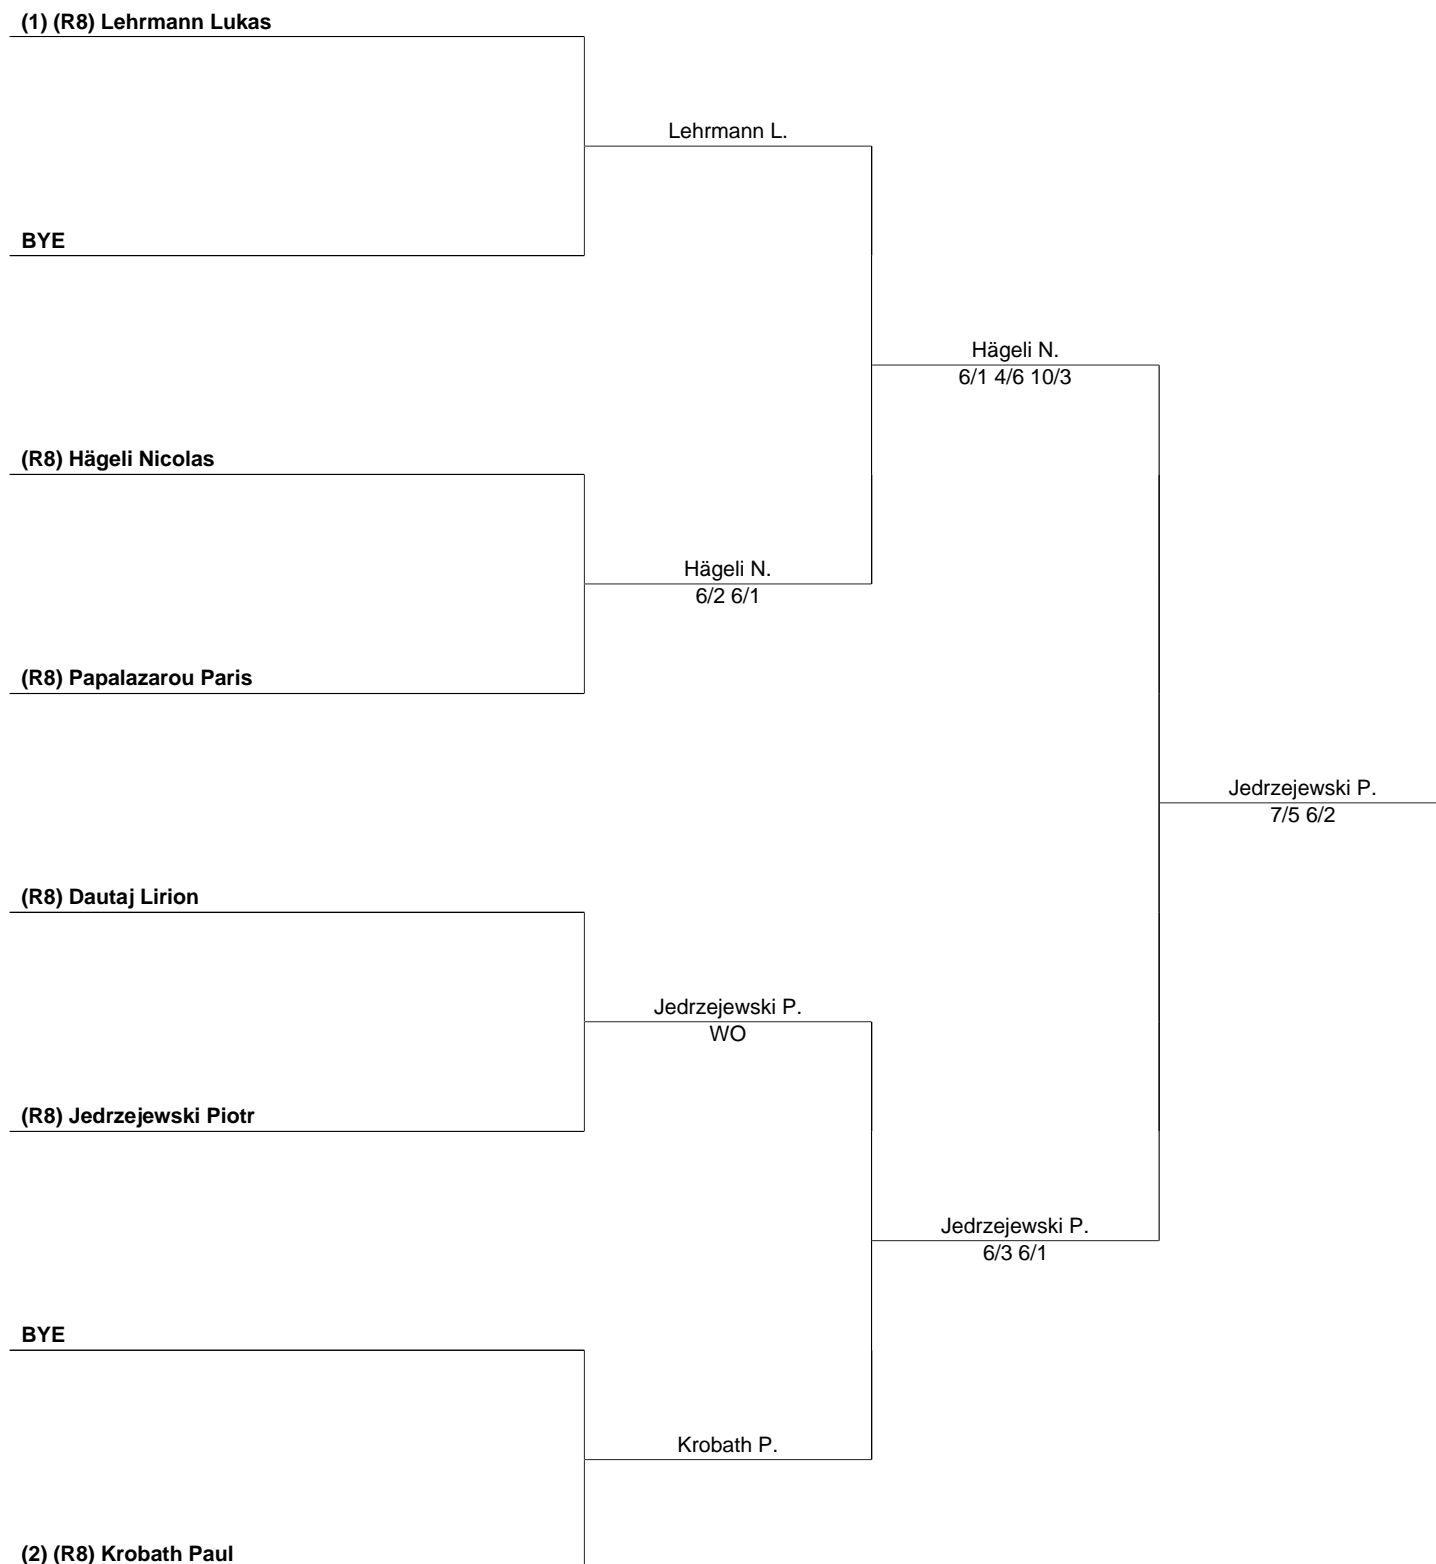 (1) (R8) Lehrmann Lukas
Lehrmann L.
BYE
Hägeli N.
6/1 4/6 10/3
(R8) Hägeli Nicolas
Hägeli N.
6/2 6/1
(R8) Papalazarou Paris
Jedrzejewski P.
7/5 6/2
(R8) Dautaj Lirion
Jedrzejewski P.
WO
(R8) Jedrzejewski Piotr
Jedrzejewski P.
6/3 6/1
BYE
Krobath P.
(2) (R8) Krobath Paul